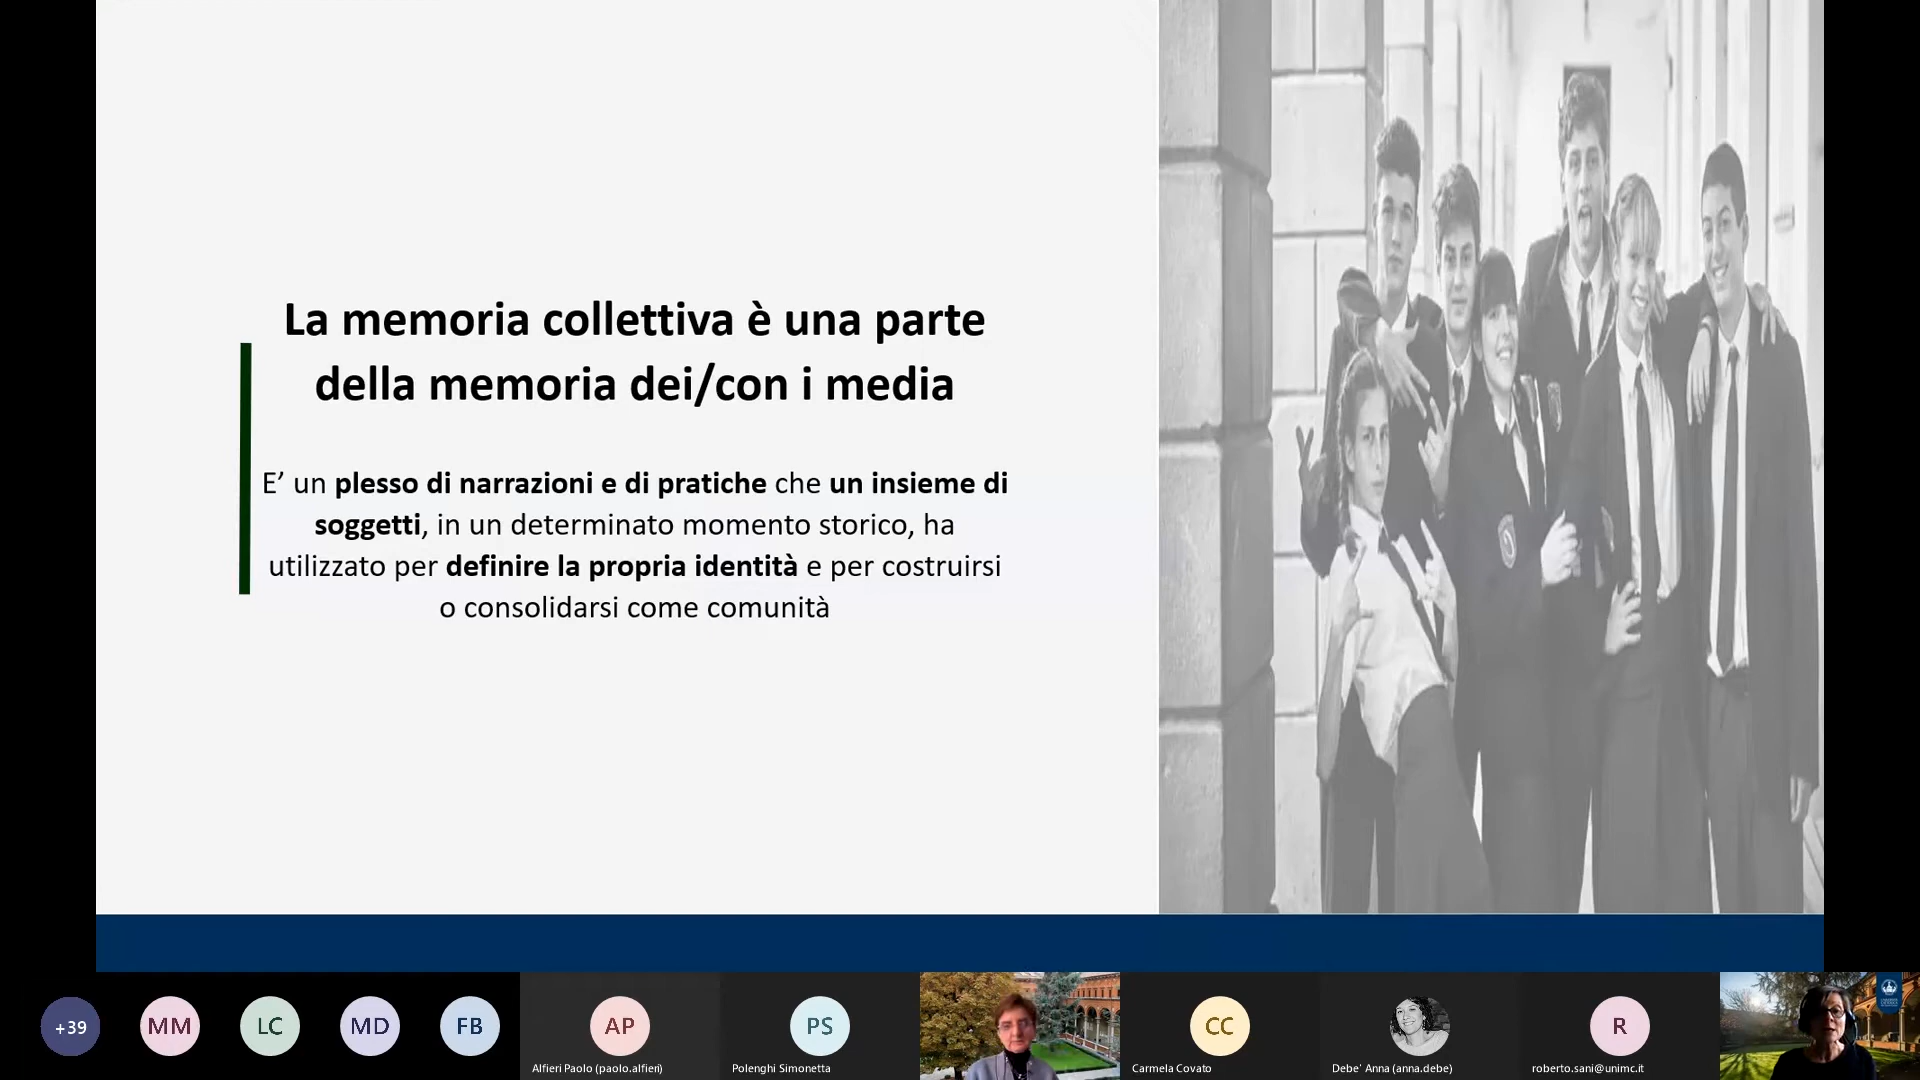 La memoria collettiva è una parte
della memoria dei/con i media
E’ un plesso di narrazioni e di pratiche che un insieme di
soggetti, in un determinato momento storico, ha
utilizzato per definire la propria identità e per costruirsi
o consolidarsi come comunità
+39
MM
LC
MD
FB
AP
PS
CC
R
Alfieri Paolo (paolo.alfieri)
Polenghi Simonetta
Carmela Covato
Debe' Anna (anna.debe)
roberto.sani@unimc.it